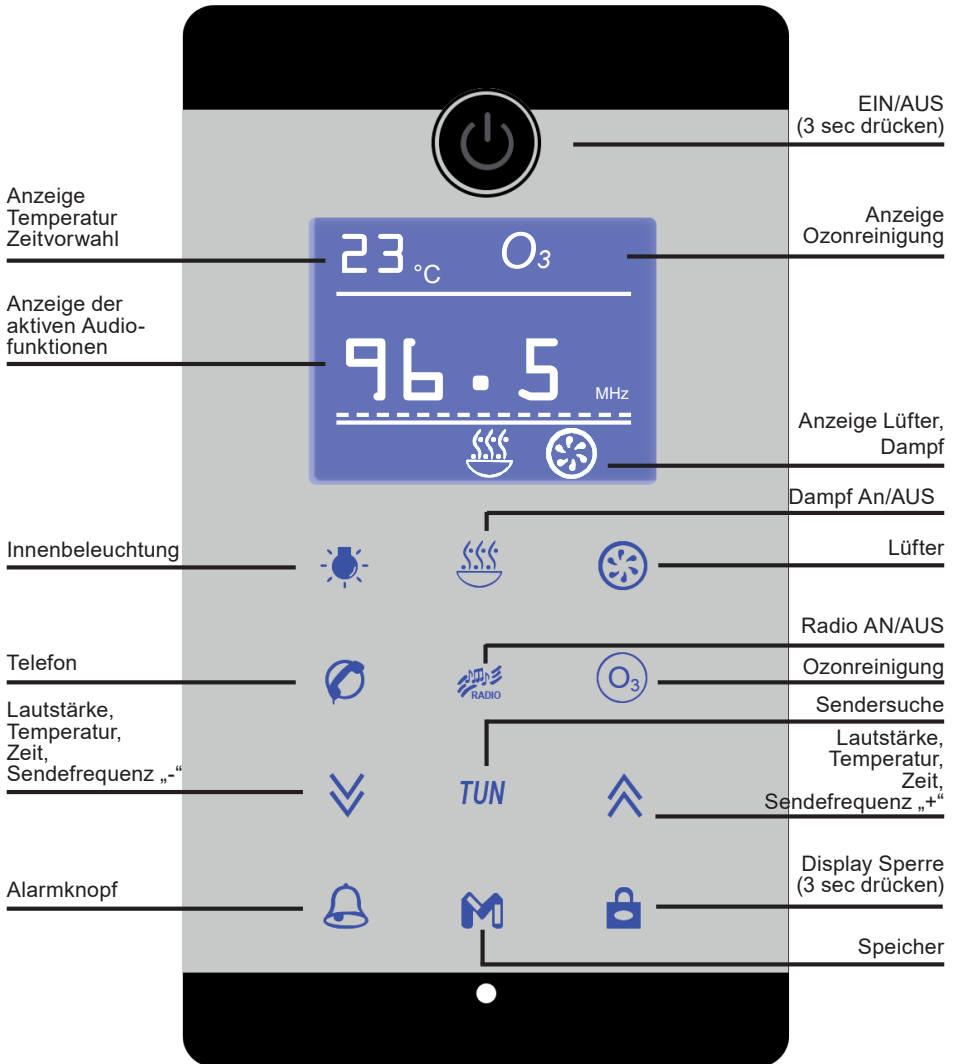 EIN/AUS
(3 sec drücken)
Anzeige
Temperatur
Zeitvorwahl
Anzeige
Ozonreinigung
23 °C O3
Anzeige der
aktiven Audio-
funktionen
96.5 MHz
Anzeige Lüfter,
Dampf
Dampf An/AUS
Innenbeleuchtung
Lüfter
Radio AN/AUS
Telefon
Ozonreinigung
RADIO
O3
Sendersuche
Lautstärke,
Temperatur,
Zeit,
Sendefrequenz „-“
TUN
Lautstärke,
Temperatur,
Zeit,
Sendefrequenz „+“
Alarmknopf
M
Display Sperre
(3 sec drücken)
Speicher